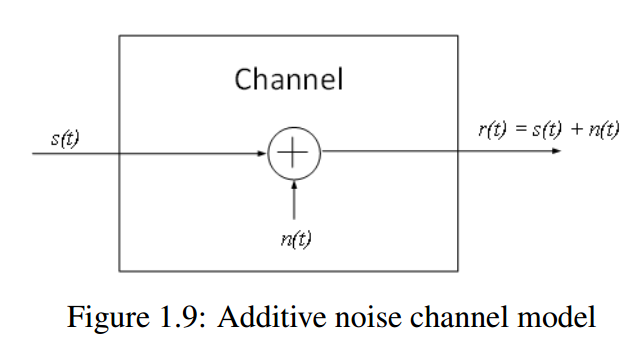 Channel
s(t)
r(t) = s(t) + n(t)
n(t)
Figure 1.9: Additive noise channel model